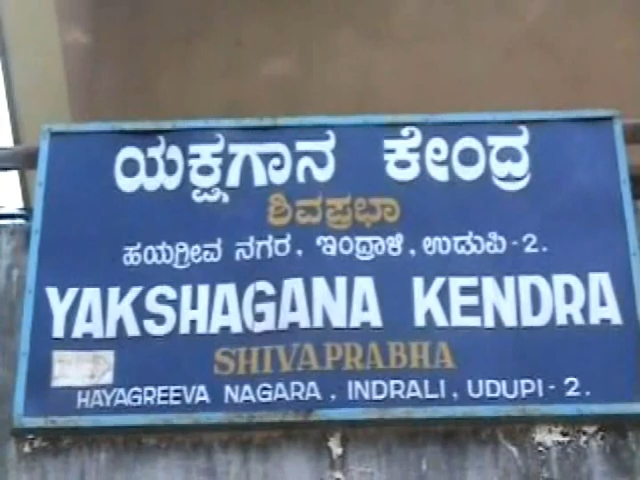 ಯಕ್ಷಗಾನ ಕೇಂದ್ರ
ಶಿವಪ್ರಭಾ
ಹಯಗ್ರೀವ ನಗರ, ಇಂದ್ರಾಳಿ, ಉಡುಪಿ - 2.
YAKSHAGANA KENDRA
SHIVAPRABHA
HAYAGREEVA NAGARA, INDRALI, UDUPI - 2.